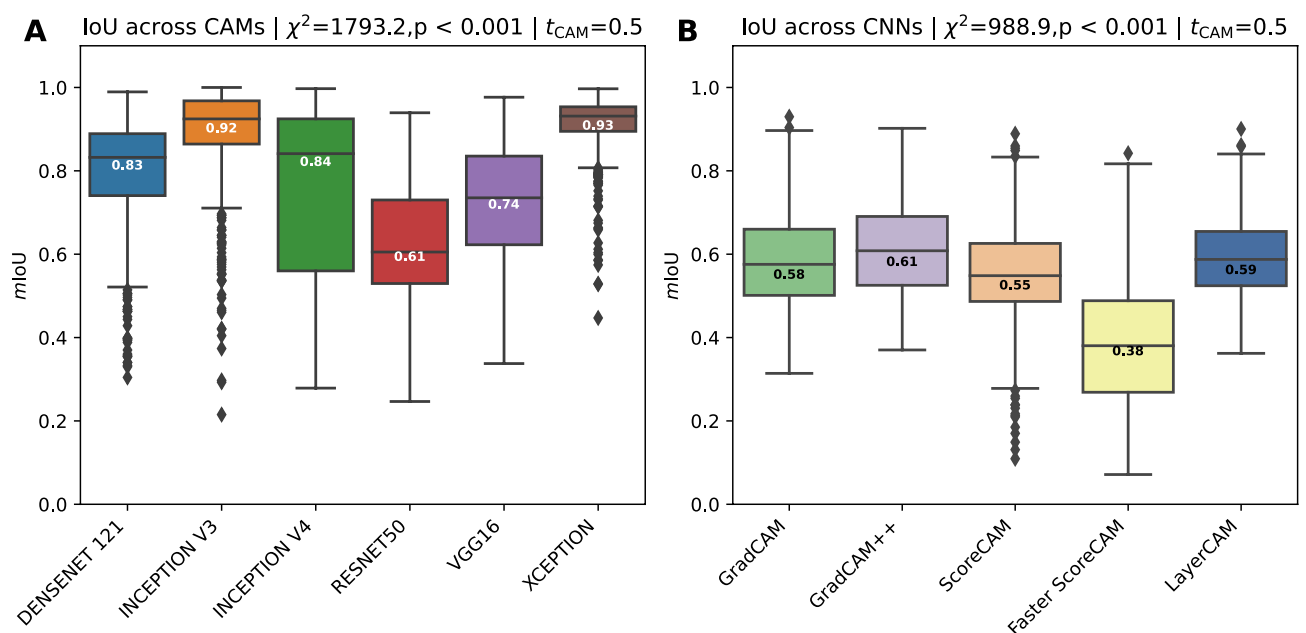 A
IoU across CAMs | χ²=1793.2,p < 0.001 | t_CAM=0.5
mIoU
1.0
0.8
0.6
0.4
0.2
0.0
0.83
0.92
0.84
0.61
0.74
0.93
DENSENET 121
INCEPTION V3
INCEPTION V4
RESNET50
VGG16
XCEPTION
B
IoU across CNNs | χ²=988.9,p < 0.001 | t_CAM=0.5
mIoU
1.0
0.8
0.6
0.4
0.2
0.0
0.58
0.61
0.55
0.38
0.59
GradCAM
GradCAM++
ScoreCAM
Faster ScoreCAM
LayerCAM